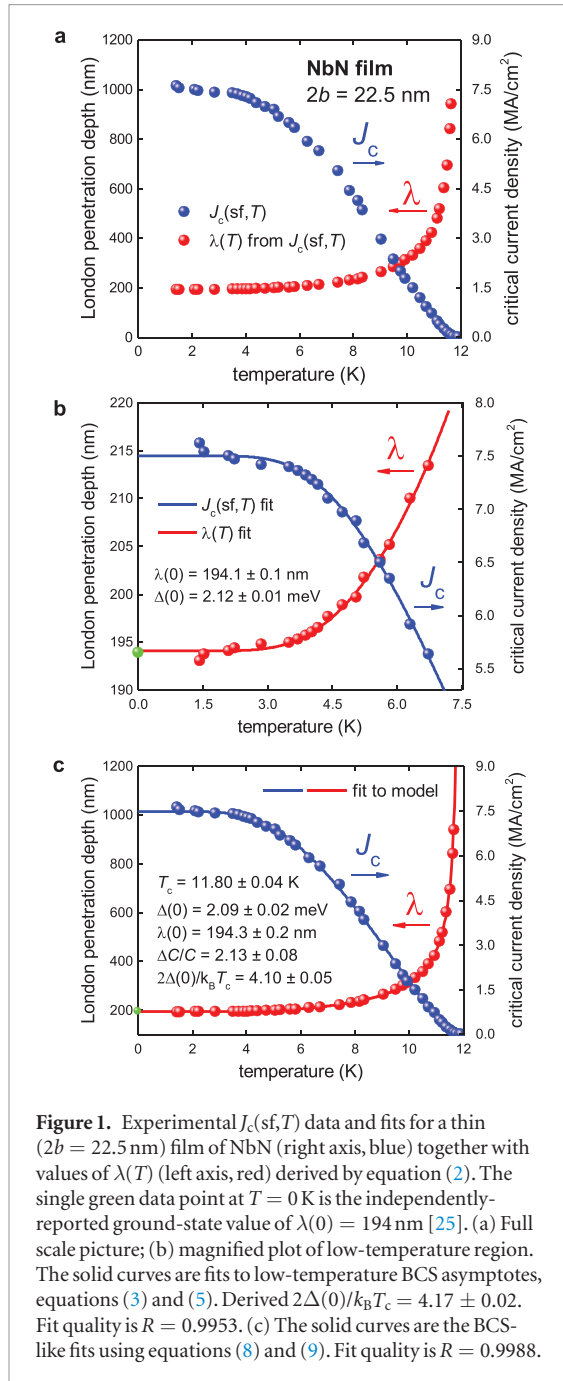 a
1200
1000
800
600
400
200
0
London penetration depth (nm)
NbN film
2b = 22.5 nm
Jc
λ
Jc(sf,T)
λ(T) from Jc(sf,T)
9.0
7.5
6.0
4.5
3.0
1.5
0.0
critical current density (MA/cm²)
0 2 4 6 8 10 12
temperature (K)
b
220
215
210
205
200
195
190
London penetration depth (nm)
λ
Jc(sf,T) fit
λ(T) fit
λ(0) = 194.1 ± 0.1 nm
Δ(0) = 2.12 ± 0.01 meV
Jc
8.0
7.5
7.0
6.5
6.0
5.5
critical current density (MA/cm²)
0.0 1.5 3.0 4.5 6.0 7.5
temperature (K)
c
1200
1000
800
600
400
200
London penetration depth (nm)
fit to model
Jc
λ
Tc = 11.80 ± 0.04 K
Δ(0) = 2.09 ± 0.02 meV
λ(0) = 194.3 ± 0.2 nm
ΔC/C = 2.13 ± 0.08
2Δ(0)/kBTc = 4.10 ± 0.05
9.0
7.5
6.0
4.5
3.0
1.5
0.0
critical current density (MA/cm²)
0 2 4 6 8 10 12
temperature (K)
Figure 1. Experimental Jc(sf,T) data and fits for a thin
(2b = 22.5 nm) film of NbN (right axis, blue) together with
values of λ(T) (left axis, red) derived by equation (2). The
single green data point at T = 0 K is the independently-
reported ground-state value of λ(0) = 194 nm [25]. (a) Full
scale picture; (b) magnified plot of low-temperature region.
The solid curves are fits to low-temperature BCS asymptotes,
equations (3) and (5). Derived 2Δ(0)/kBTc = 4.17 ± 0.02.
Fit quality is R = 0.9953. (c) The solid curves are the BCS-
like fits using equations (8) and (9). Fit quality is R = 0.9988.